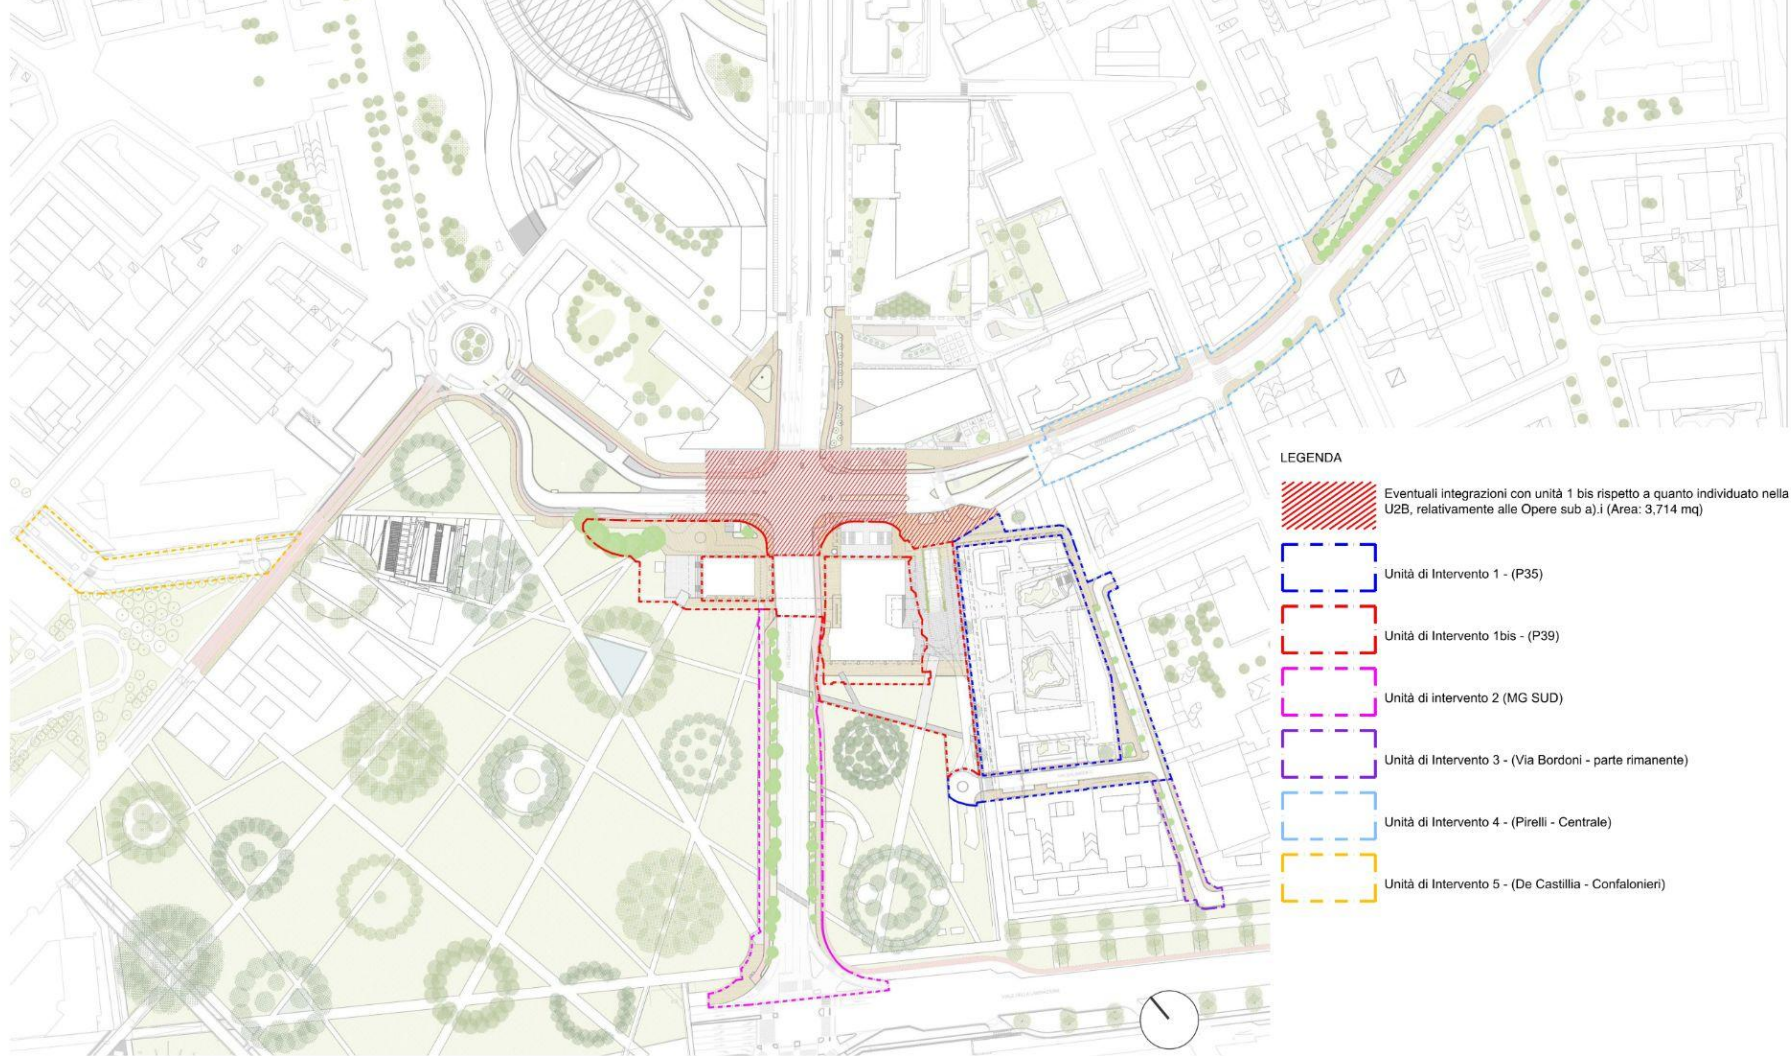 LEGENDA
Eventuali integrazioni con unità 1 bis rispetto a quanto individuato nella
U2B, relativamente alle Opere sub a).i (Area: 3,714 mq)
Unità di Intervento 1 - (P35)
Unità di Intervento 1bis - (P39)
Unità di intervento 2 (MG SUD)
Unità di Intervento 3 - (Via Bordoni - parte rimanente)
Unità di Intervento 4 - (Pirelli - Centrale)
Unità di Intervento 5 - (De Castillia - Confalonieri)